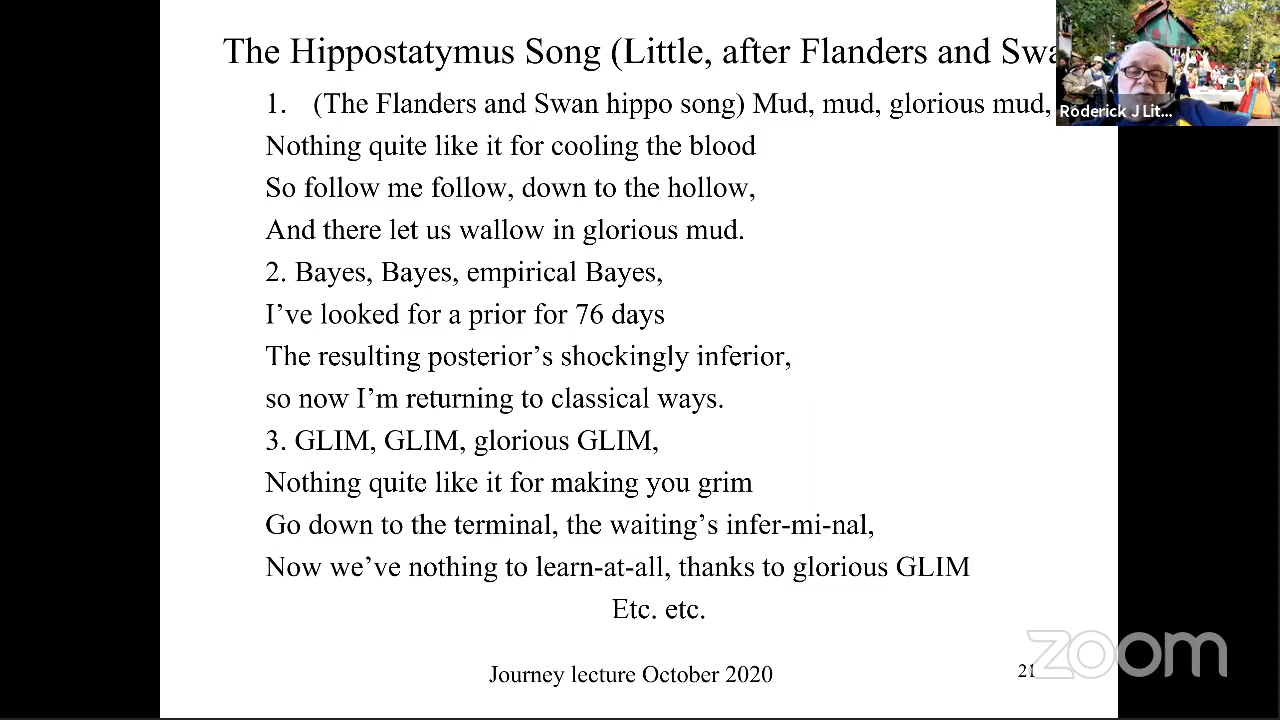 The Hippostatymus Song (Little, after Flanders and Swa
1. (The Flanders and Swan hippo song) Mud, mud, glorious mud,
Roderick J Lit...
Nothing quite like it for cooling the blood
So follow me follow, down to the hollow,
And there let us wallow in glorious mud.
2. Bayes, Bayes, empirical Bayes,
I’ve looked for a prior for 76 days
The resulting posterior’s shockingly inferior,
so now I’m returning to classical ways.
3. GLIM, GLIM, glorious GLIM,
Nothing quite like it for making you grim
Go down to the terminal, the waiting’s infer-mi-nal,
Now we’ve nothing to learn-at-all, thanks to glorious GLIM
Etc. etc.
zoom
Journey lecture October 2020
21